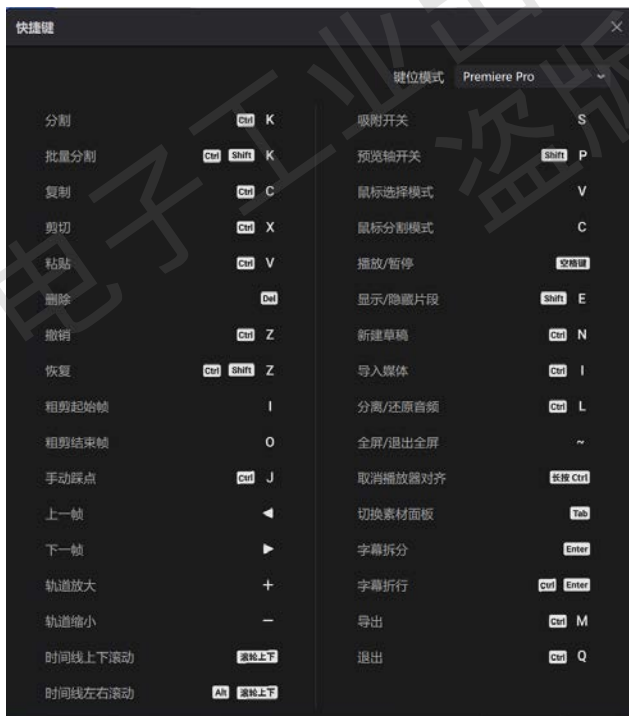 快捷键
键位模式 Premiere Pro
分割 Ctrl K
批量分割 Ctrl Shift K
复制 Ctrl C
剪切 Ctrl X
粘贴 Ctrl V
删除 Del
撤销 Ctrl Z
恢复 Ctrl Shift Z
粗剪起始帧 I
粗剪结束帧 O
手动踩点 Ctrl J
上一帧 ◀
下一帧 ▶
轨道放大 +
轨道缩小 −
时间线上下滚动 滚轮上下
时间线左右滚动 Alt 滚轮上下
吸附开关 S
预览轴开关 Shift P
鼠标选择模式 V
鼠标分割模式 C
播放/暂停 空格键
显示/隐藏片段 Shift E
新建草稿 Ctrl N
导入媒体 Ctrl I
分离/还原音频 Ctrl L
全屏/退出全屏 ~
取消播放器对齐 长按 Ctrl
切换素材面板 Tab
字幕拆分 Enter
字幕拆行 Ctrl Enter
导出 Ctrl M
退出 Ctrl Q
电子工业出
盗版